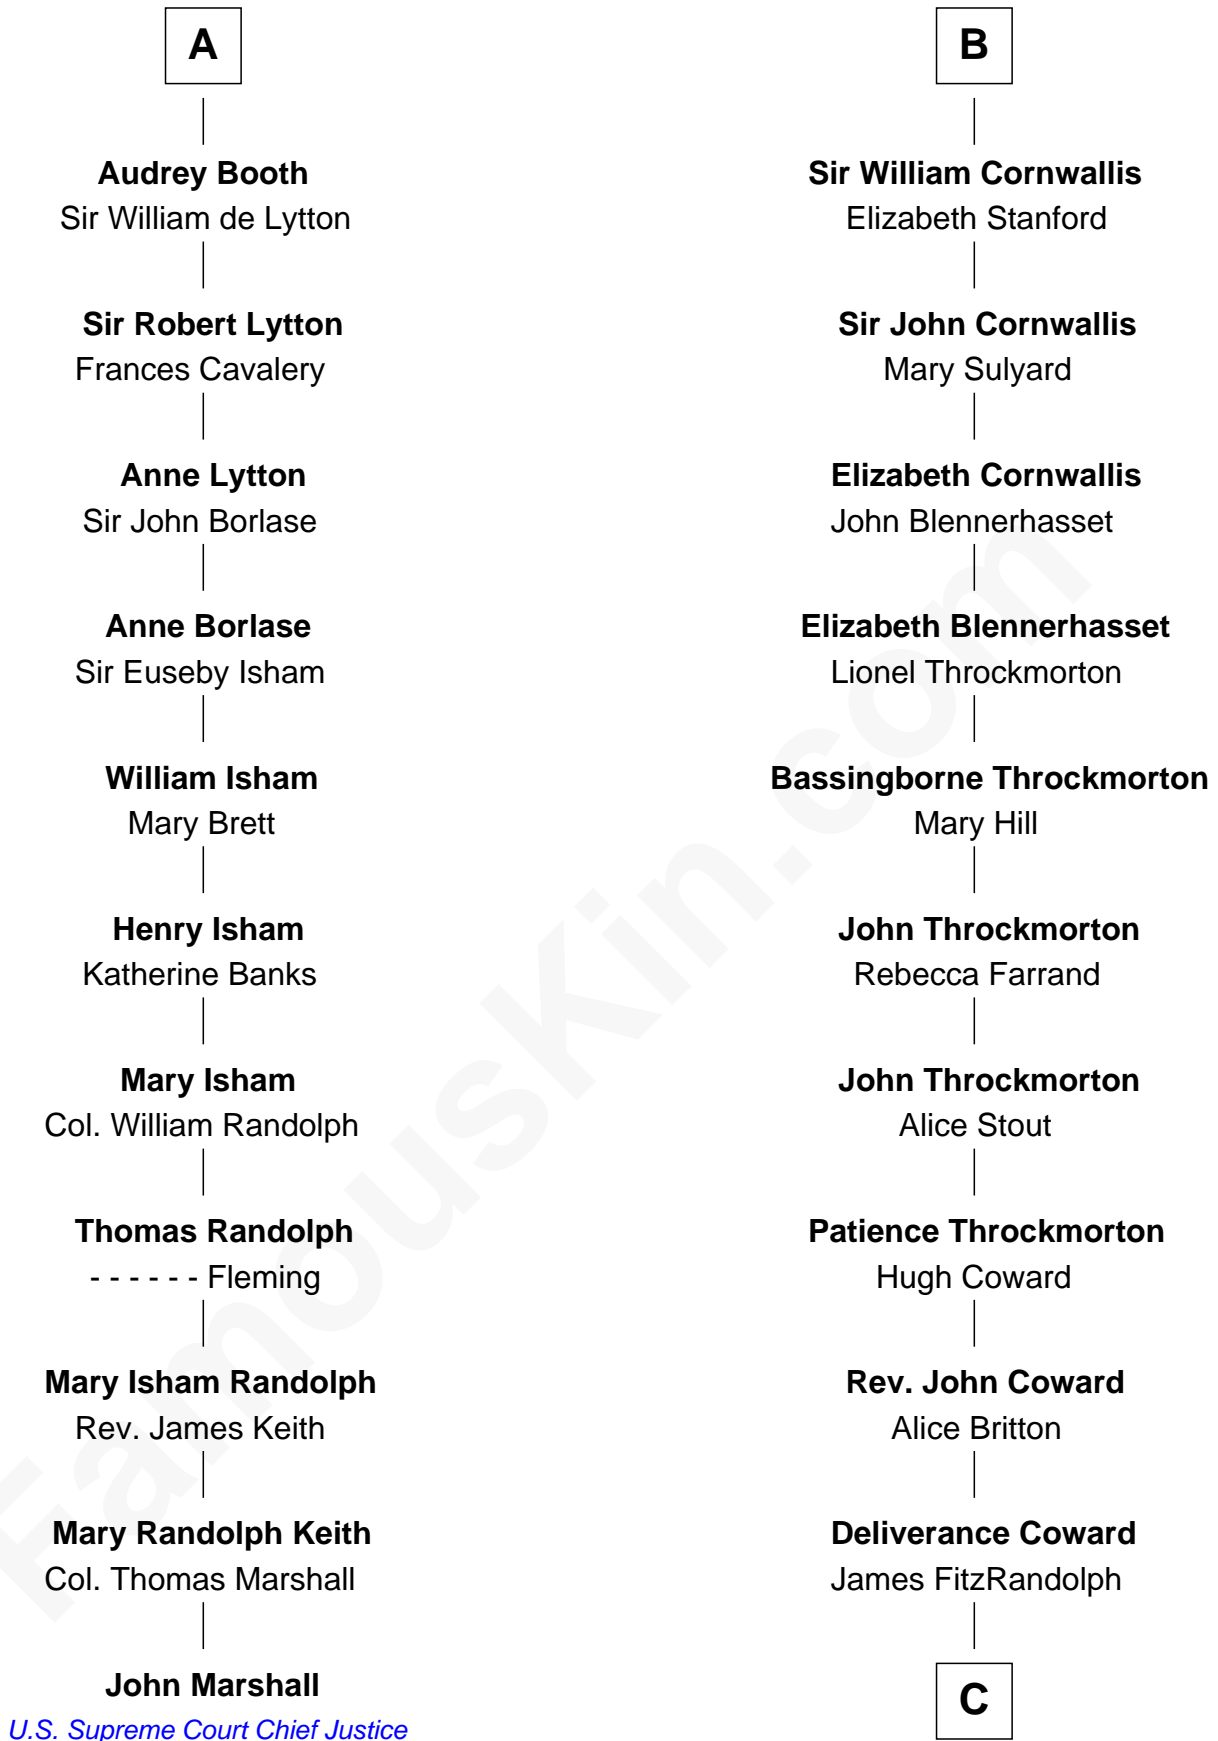 A
Audrey Booth
Sir William de Lytton
Sir Robert Lytton
Frances Cavalery
Anne Lytton
Sir John Borlase
Anne Borlase
Sir Euseby Isham
William Isham
Mary Brett
Henry Isham
Katherine Banks
Mary Isham
Col. William Randolph
Thomas Randolph
- - - - - - Fleming
Mary Isham Randolph
Rev. James Keith
Mary Randolph Keith
Col. Thomas Marshall
John Marshall
U.S. Supreme Court Chief Justice
B
Sir William Cornwallis
Elizabeth Stanford
Sir John Cornwallis
Mary Sulyard
Elizabeth Cornwallis
John Blennerhasset
Elizabeth Blennerhasset
Lionel Throckmorton
Bassingborne Throckmorton
Mary Hill
John Throckmorton
Rebecca Farrand
John Throckmorton
Alice Stout
Patience Throckmorton
Hugh Coward
Rev. John Coward
Alice Britton
Deliverance Coward
James FitzRandolph
C
FamousKin.com